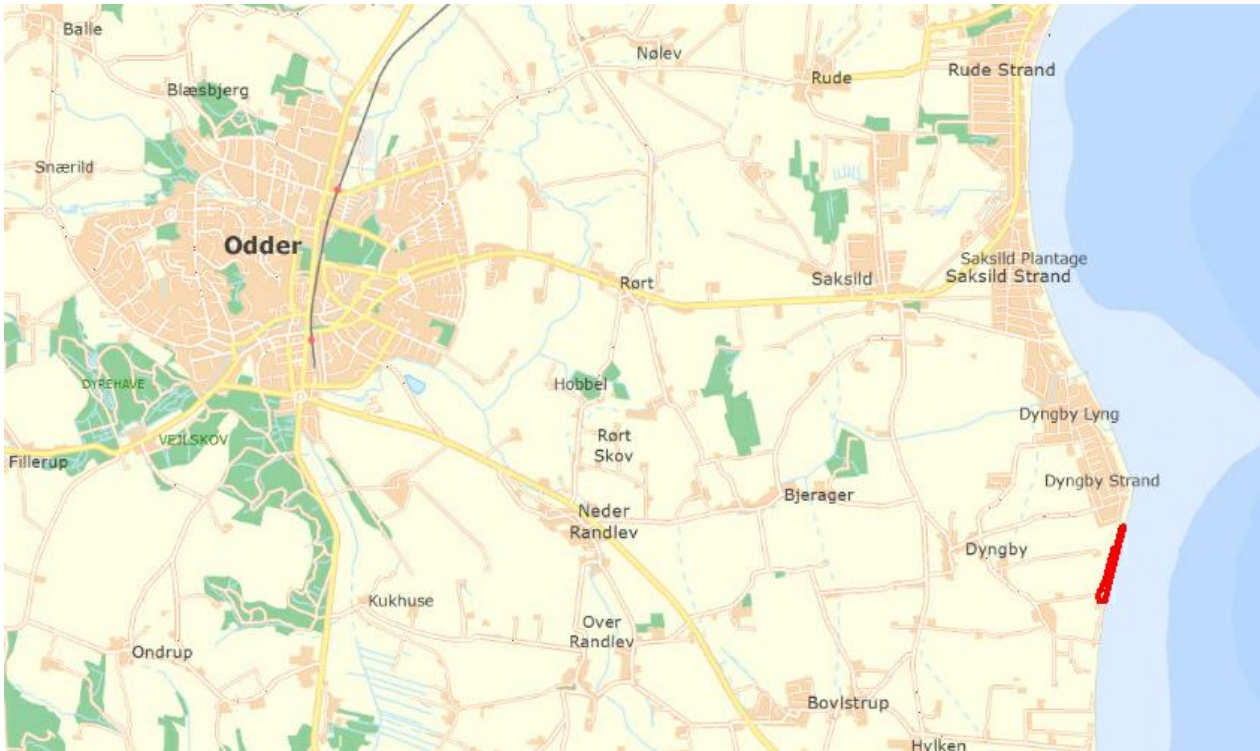 Balle
Nølev
Rude Strand
Rude
Blæsbjerg
Snærild
Odder
Saksild Plantage
Saksild
Saksild Strand
Rørt
DYREHAVE
Hobbel
Dyngby Lyng
VEJLSKOV
Rørt
Skov
Fillerup
Dyngby Strand
Bjerager
Neder
Randlev
Dyngby
Kukhuse
Over
Randlev
Ondrup
Bovlstrup
Hylken